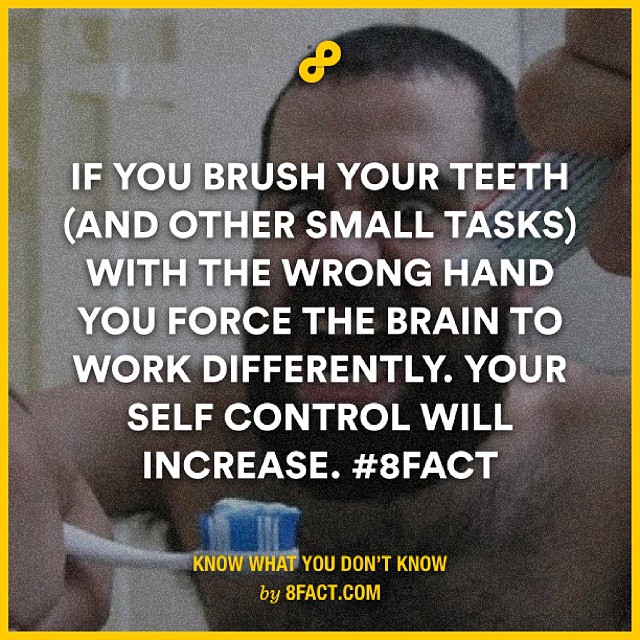 IF YOU BRUSH YOUR TEETH
(AND OTHER SMALL TASKS)
WITH THE WRONG HAND
YOU FORCE THE BRAIN TO
WORK DIFFERENTLY. YOUR
SELF CONTROL WILL
INCREASE. #8FACT
KNOW WHAT YOU DON'T KNOW
by 8FACT.COM